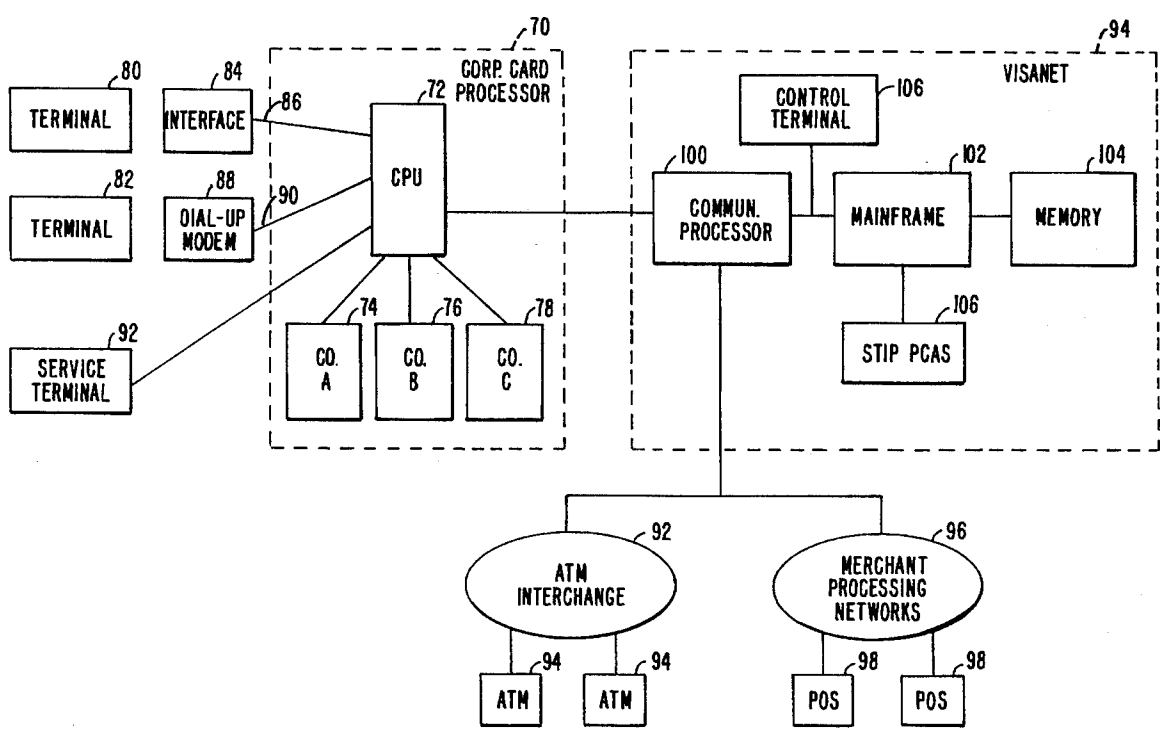 70
94
80
84
CORP. CARD
PROCESSOR
VISANET
TERMINAL
INTERFACE
86
72
CPU
CONTROL
TERMINAL
106
82
88
90
TERMINAL
DIAL-UP
MODEM
100
COMMUN.
PROCESSOR
102
MAINFRAME
104
MEMORY
92
SERVICE
TERMINAL
74
CO.
A
76
CO.
B
78
CO.
C
106
STIP PCAS
92
ATM
INTERCHANGE
96
MERCHANT
PROCESSING
NETWORKS
94
ATM
94
ATM
98
POS
98
POS